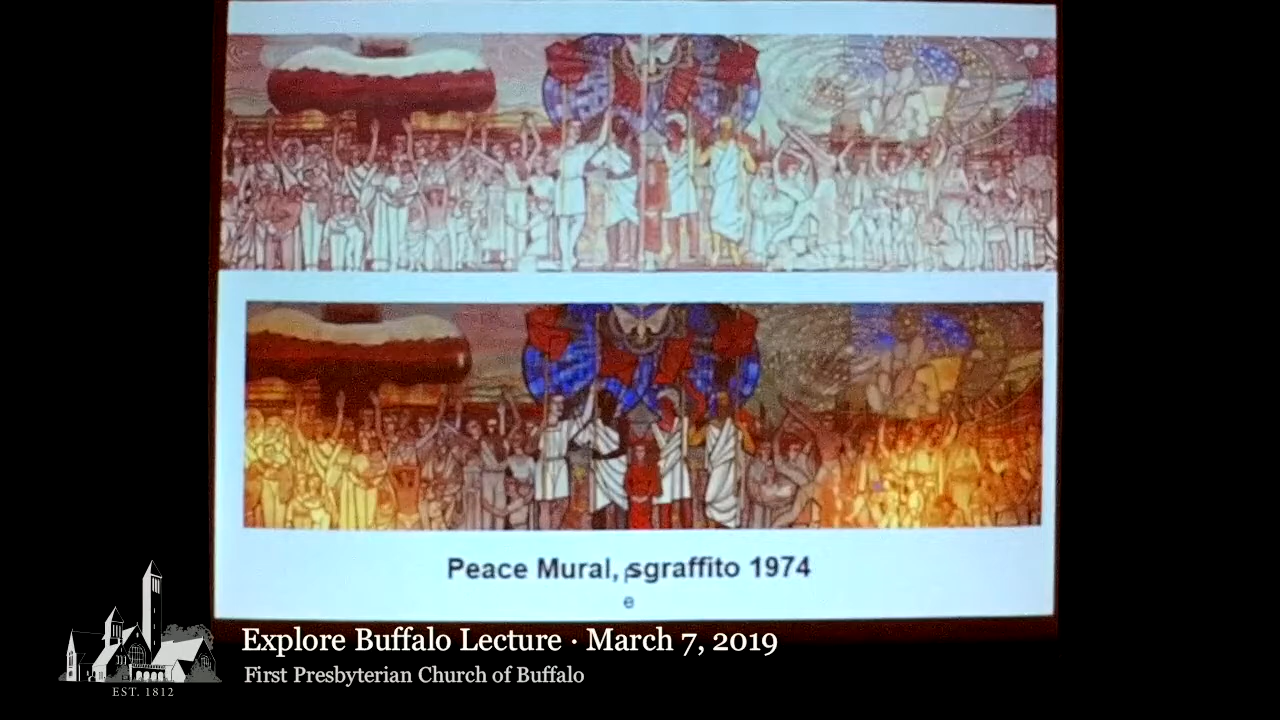 Peace Mural, sgraffito 1974
e
Explore Buffalo Lecture · March 7, 2019
First Presbyterian Church of Buffalo
EST. 1812